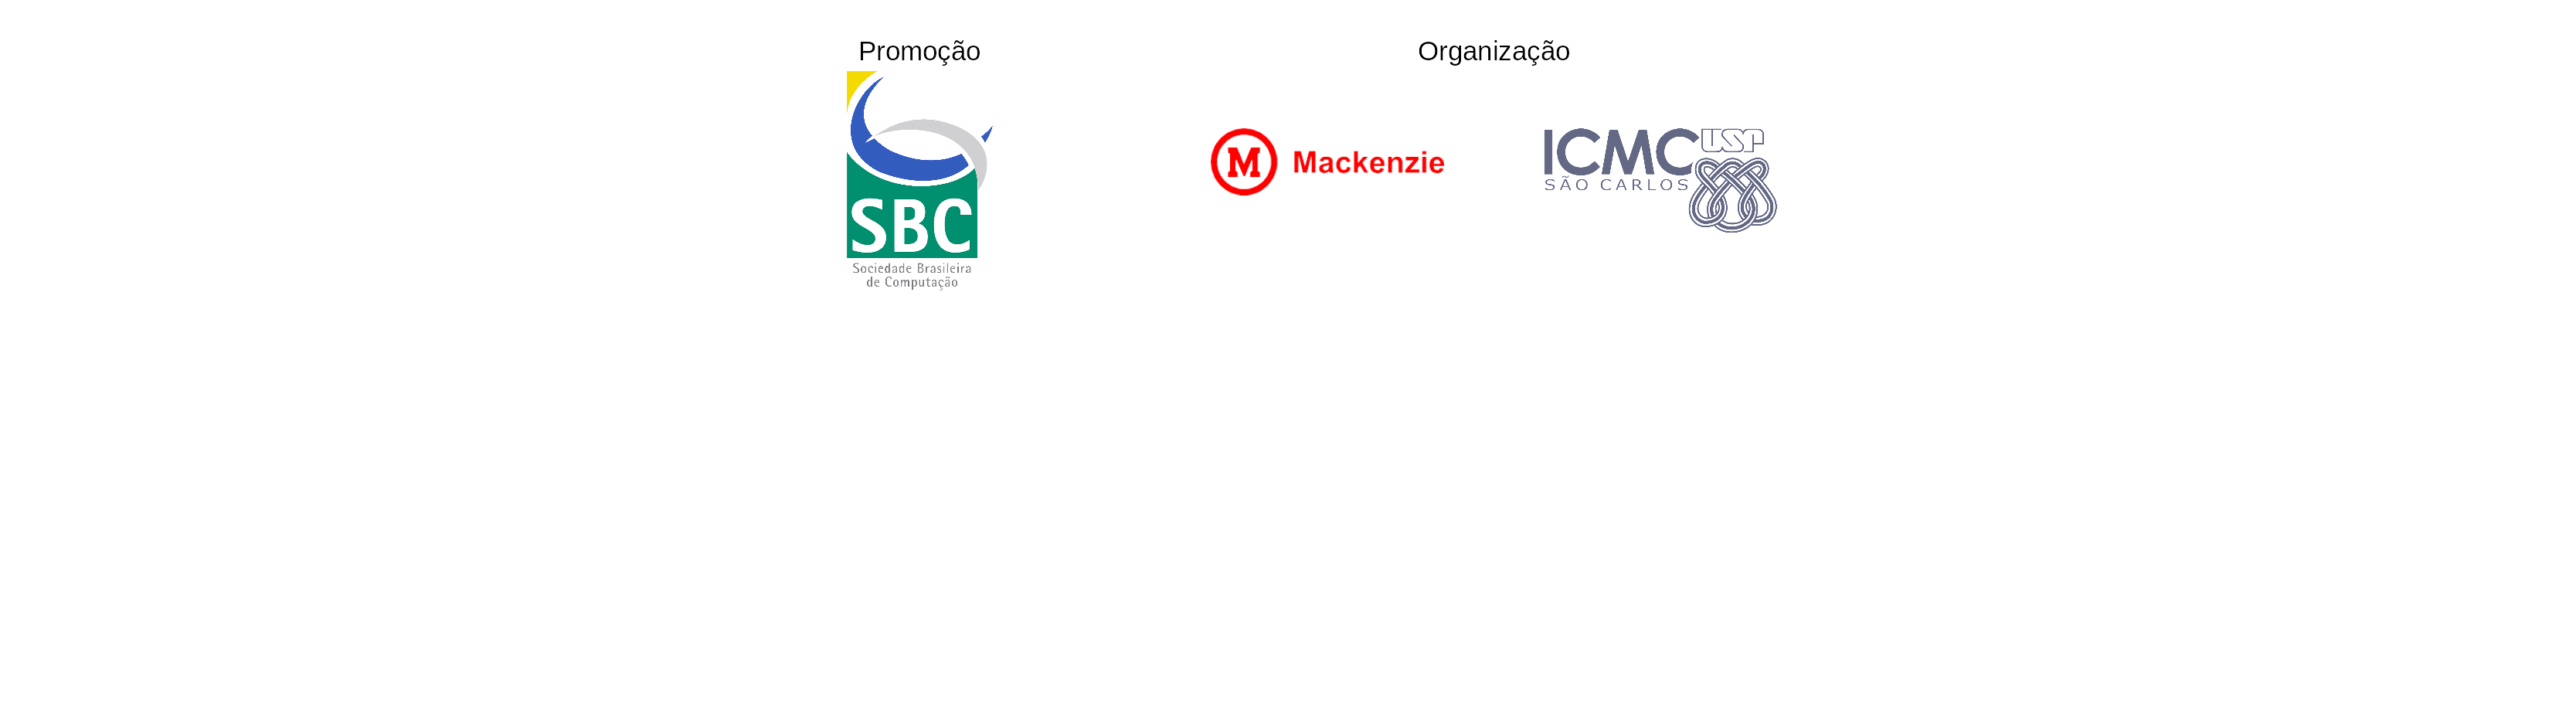 Promoção
Organização
SBC
Sociedade Brasileira
de Computação
M Mackenzie
ICMC USP
SÃO CARLOS